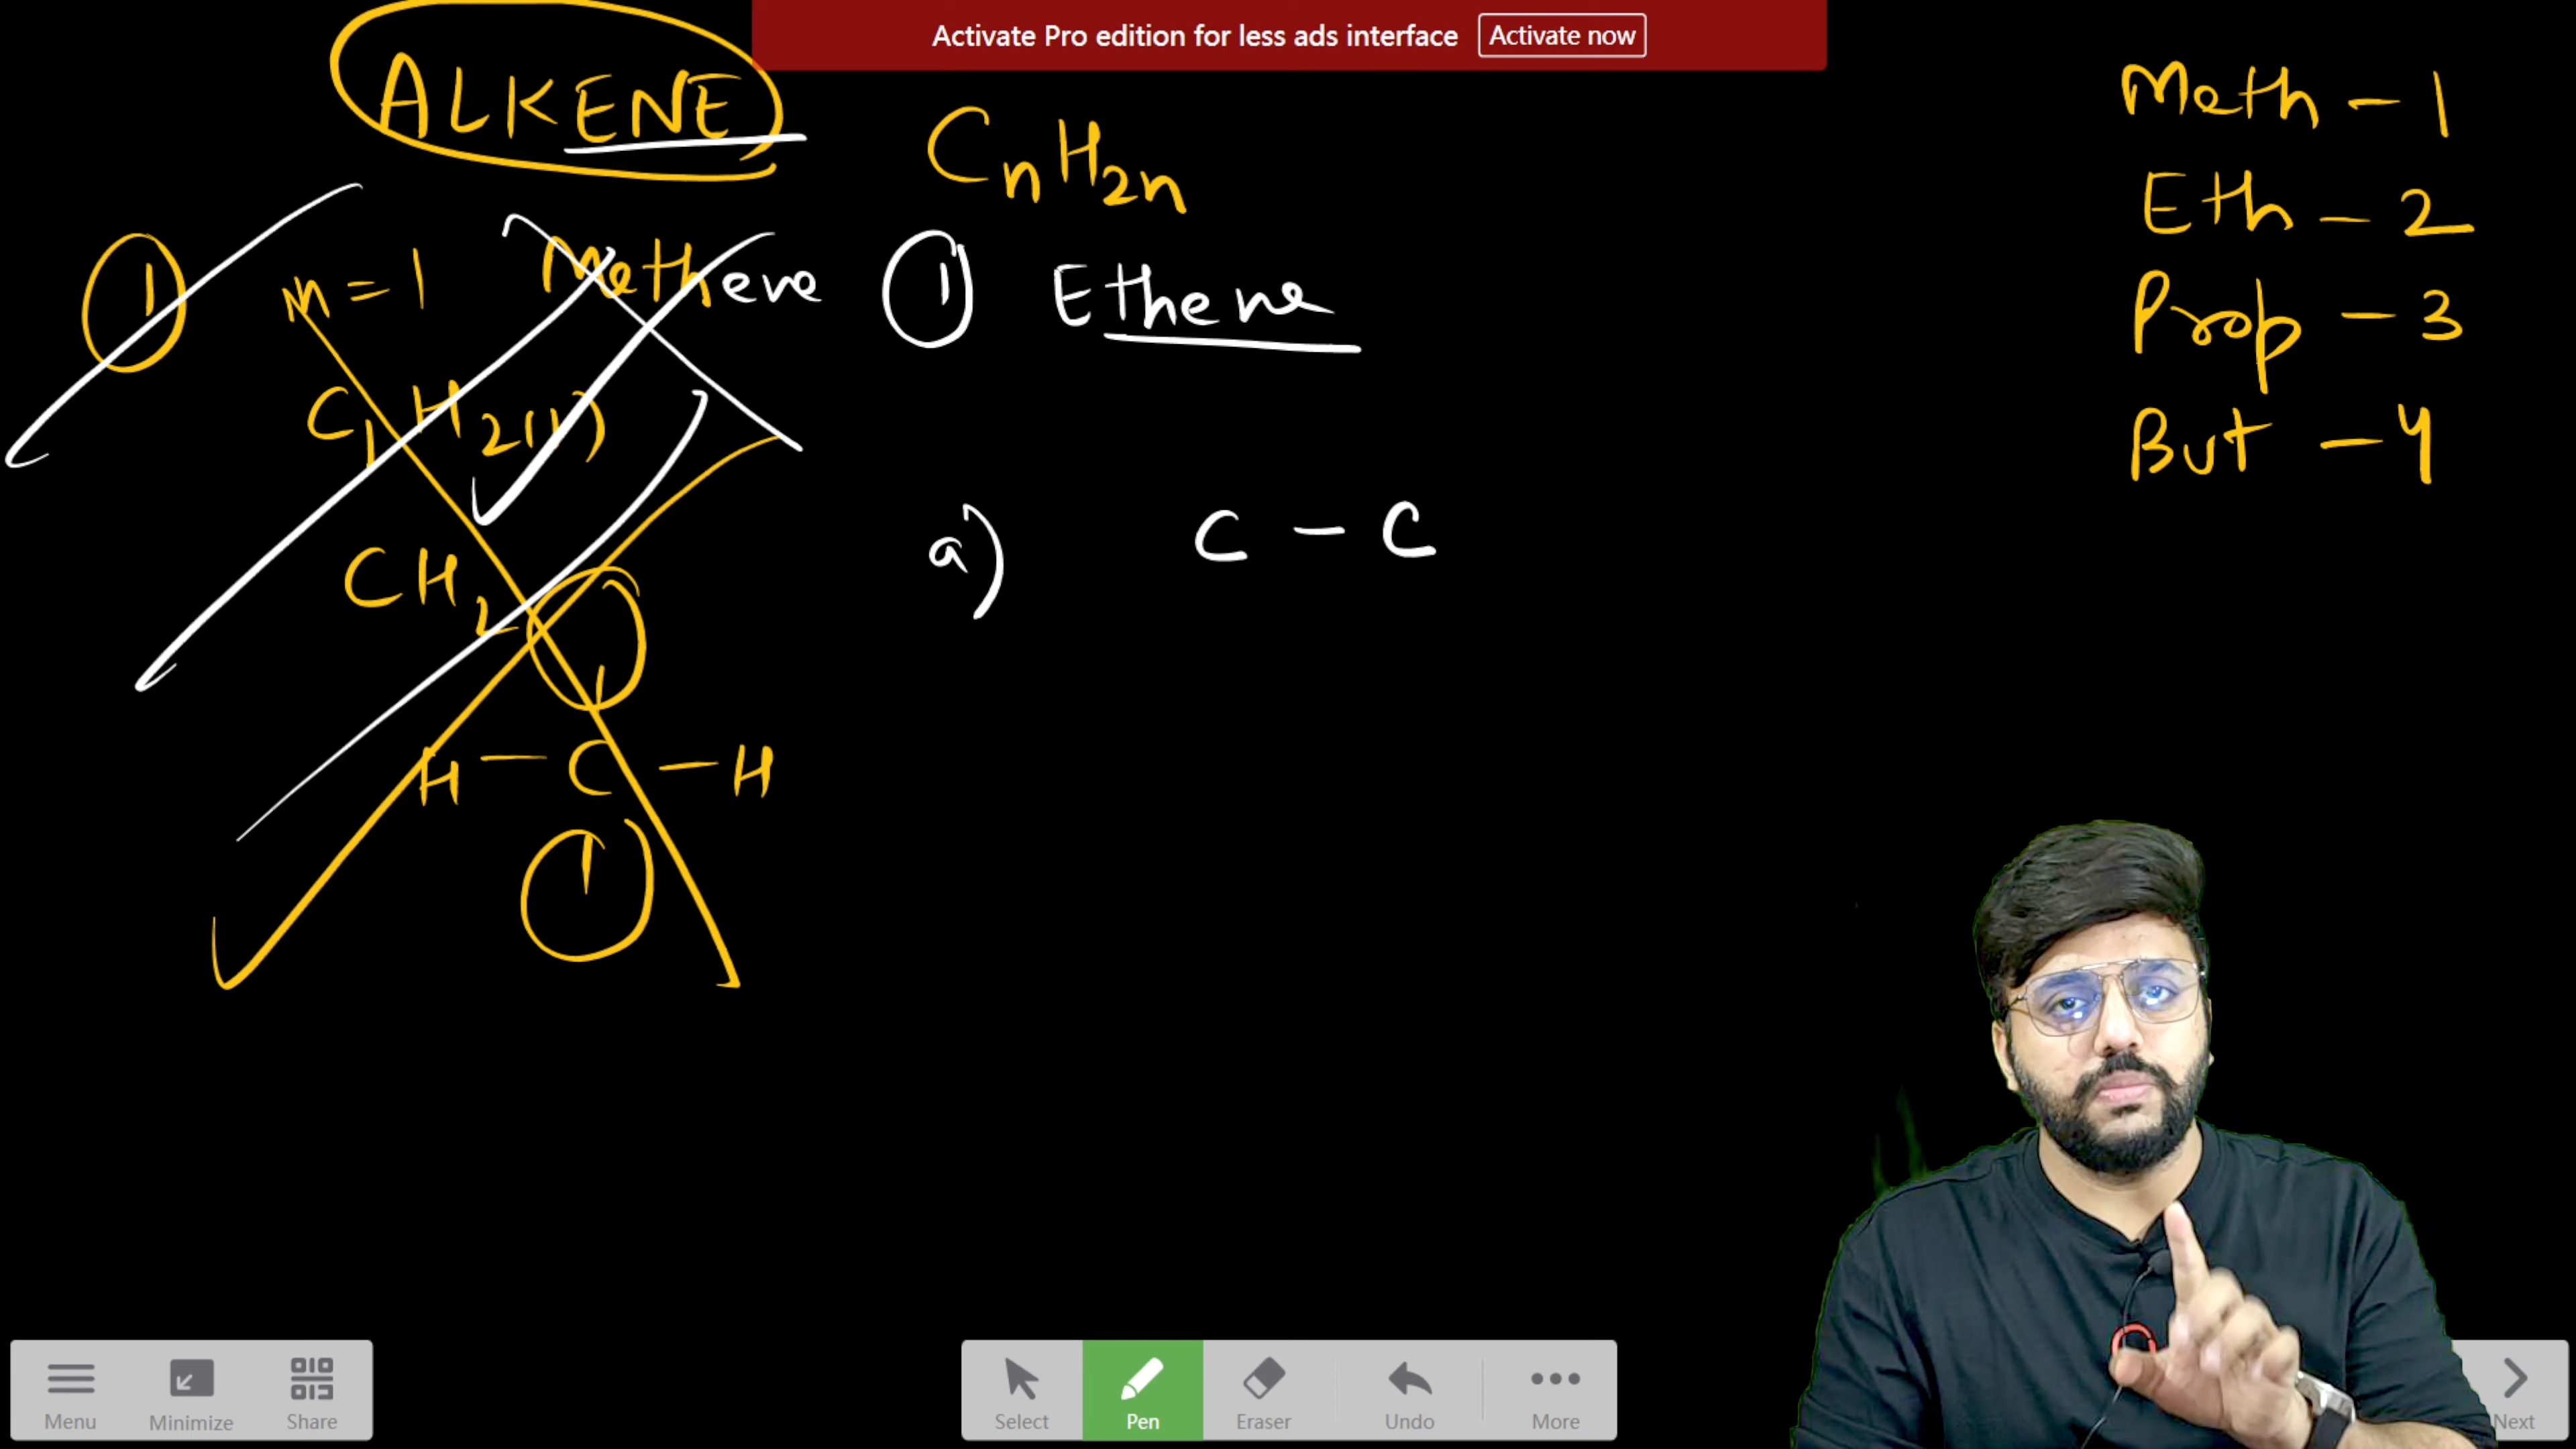 Activate Pro edition for less ads interface Activate now
ALKENE
CnH2n
Meth - 1
Eth - 2
Prop - 3
But - 4
1 n = 1 Methene
1 Ethene
C1H2(1)
a) C - C
CH2
1
H - C - H
1
Menu Minimize Share
Select Pen Eraser Undo More
Next